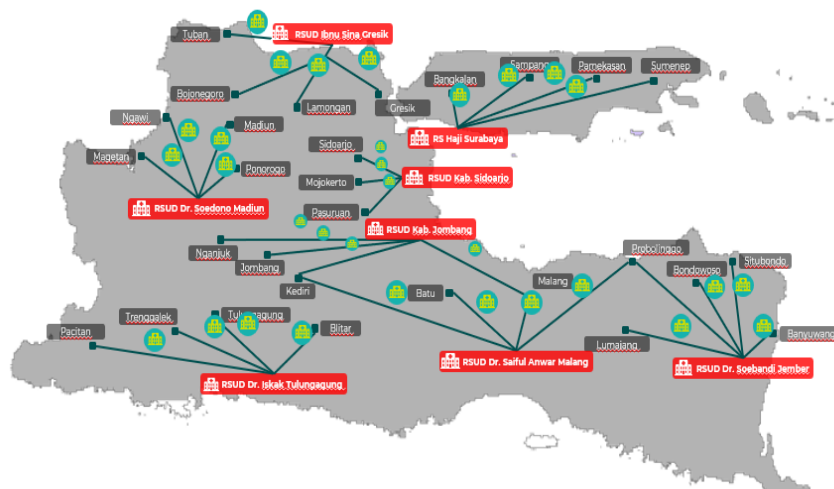 Tuban
RSUD Ibnu Sina Gresik
Bojonegoro
Lamongan
Gresik
Bangkalan
Sampang
Pamekasan
Sumenep
RS Haji Surabaya
Ngawi
Madiun
Magetan
Ponorogo
RSUD Dr. Soedono Madiun
Sidoarjo
Mojokerto
RSUD Kab. Sidoarjo
Pasuruan
RSUD Kab. Jombang
Nganjuk
Jombang
Kediri
Batu
Malang
Probolinggo
Situbondo
Bondowoso
Pacitan
Trenggalek
Tulungagung
Blitar
Lumajang
Banyuwang
RSUD Dr. Saiful Anwar Malang
RSUD Dr. Soebandi Jember
RSUD Dr. Iskak Tulungagung